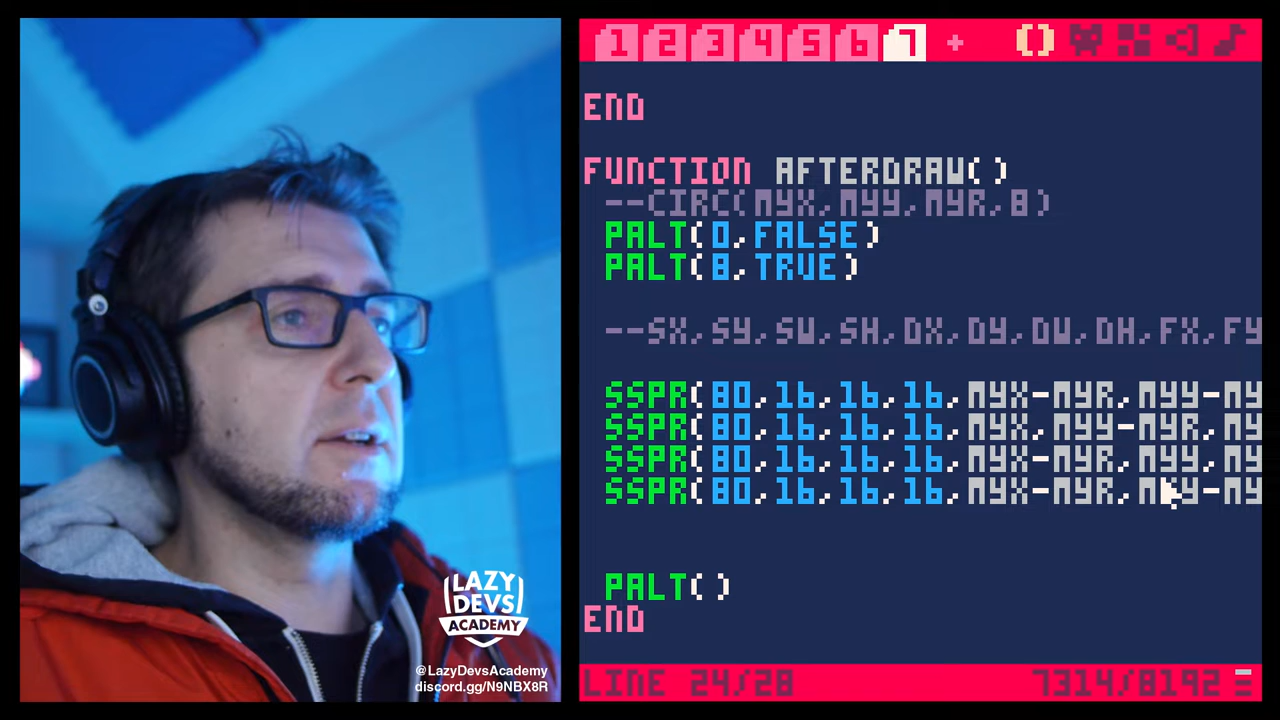 LAZY
DEVS
ACADEMY
@LazyDevsAcademy
discord.gg/N9NBX8R
1 2 3 4 5 6 7 + ()
END
FUNCTION AFTERDRAW()
--CIRC(MYX,MYY,MYR,8)
PALT(0,FALSE)
PALT(8,TRUE)
--SX,SY,SW,SH,DX,DY,DW,DH,FX,FY
SSPR(80,16,16,16,MYX-MYR,MYY-MY
SSPR(80,16,16,16,MYX,MYY-MYR,MY
SSPR(80,16,16,16,MYX-MYR,MYY,MY
SSPR(80,16,16,16,MYX-MYR,MYY-MY
PALT()
END
LINE 24/28 7314/8192